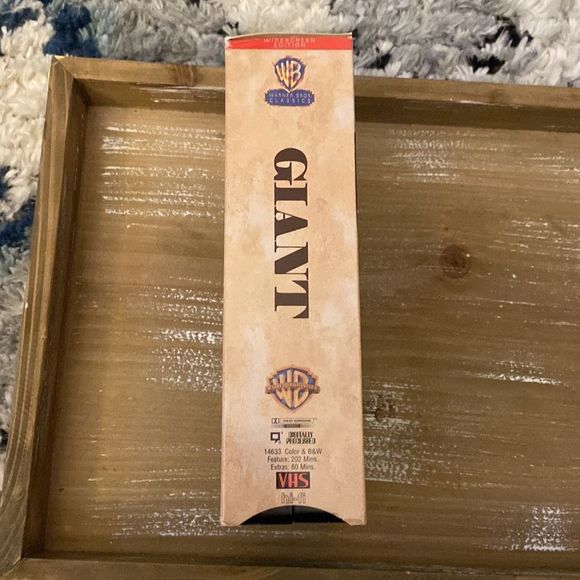 WIDESCREEN
EDITION
WB
WARNER BROS.
CLASSICS
GIANT
WB
DIGITALLY
PROCESSED
14633 Color & B&W
Feature: 202 Mins.
Extras: 60 Mins.
VHS
hi-fi